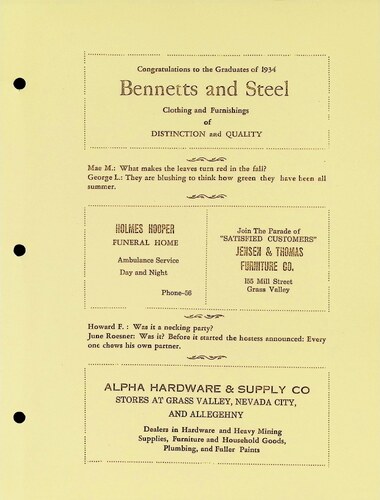 Congratulations to the Graduates of 1934
Bennetts and Steel
Clothing and Furnishings
of
DISTINCTION and QUALITY
Mae M.: What makes the leaves turn red in the fall?
George L.: They are blushing to think how green they have been all
summer.
HOLMES HOOPER
FUNERAL HOME
Ambulance Service
Day and Night
Phone-56
Join The Parade of
"SATISFIED CUSTOMERS"
JENSEN & THOMAS
FURNITURE CO.
155 Mill Street
Grass Valley
Howard F. : Was it a necking party?
June Roesner: Was it? Before it started the hostess announced: Every
one chews his own partner.
ALPHA HARDWARE & SUPPLY CO
STORES AT GRASS VALLEY, NEVADA CITY,
AND ALLEGEHNY
Dealers in Hardware and Heavy Mining
Supplies, Furniture and Household Goods,
Plumbing, and Fuller Paints